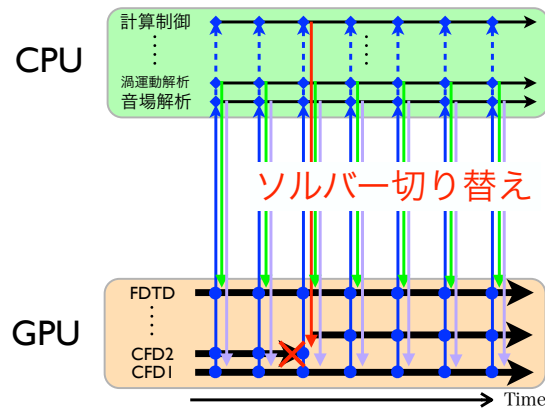 計算制御
CPU
渦運動解析
音場解析
ソルバー切り替え
FDTD
GPU
CFD2
CFD1
Time